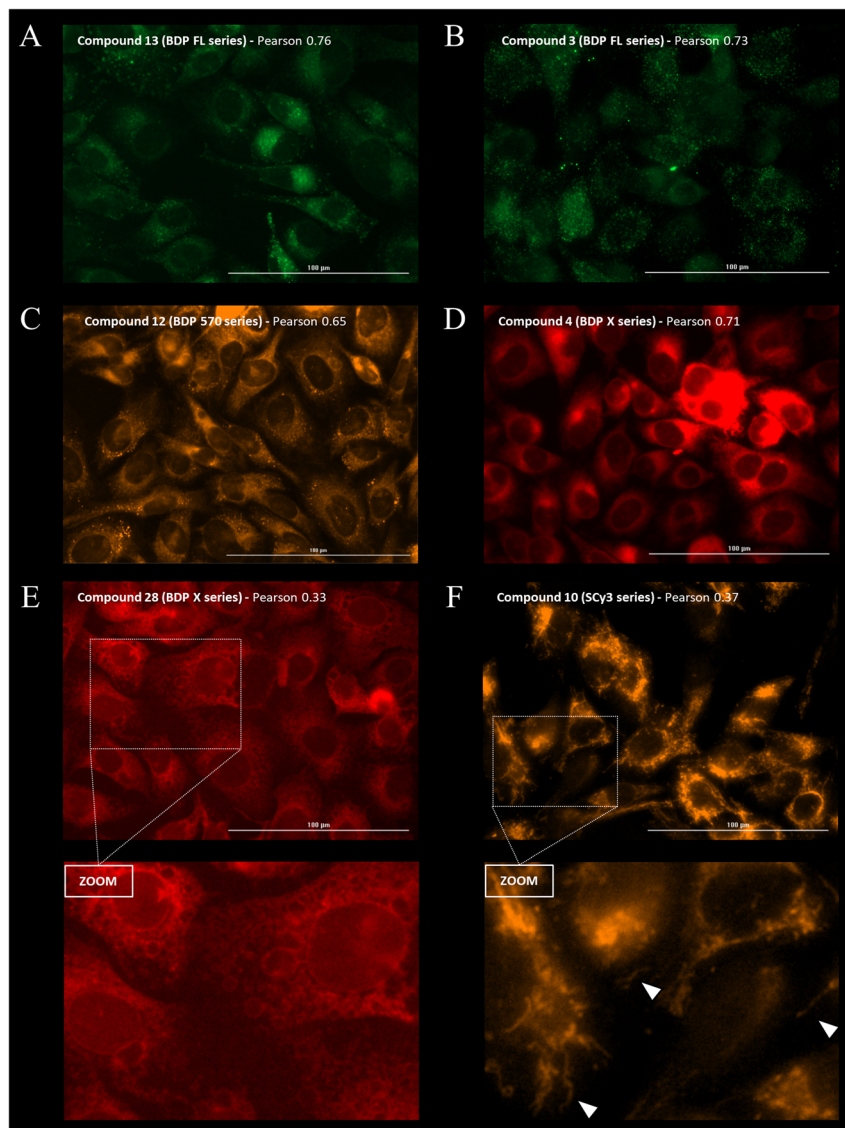 A
Compound 13 (BDP FL series) - Pearson 0.76
100 µm
B
Compound 3 (BDP FL series) - Pearson 0.73
100 µm
C
Compound 12 (BDP 570 series) - Pearson 0.65
100 µm
D
Compound 4 (BDP X series) - Pearson 0.71
100 µm
E
Compound 28 (BDP X series) - Pearson 0.33
100 µm
F
Compound 10 (SCy3 series) - Pearson 0.37
100 µm
ZOOM
ZOOM